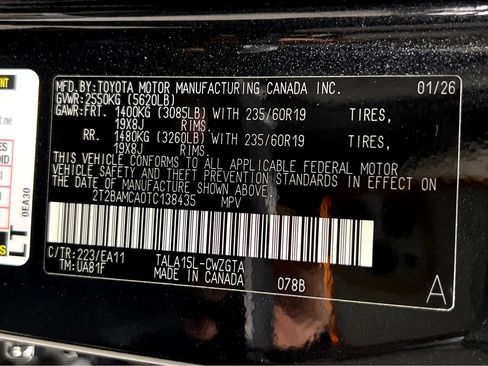 MFD.BY:TOYOTA MOTOR MANUFACTURING CANADA INC. 01/26
GVWR:2550KG (5620LB)
GAWR:FRT. 1400KG (3085LB) WITH 235/60R19 TIRES,
19X8J RIMS.
RR. 1480KG (3260LB) WITH 235/60R19 TIRES,
19X8J RIMS.
THIS VEHICLE CONFORMS TO ALL APPLICABLE FEDERAL MOTOR
VEHICLE SAFETY AND THEFT PREVENTION STANDARDS IN EFFECT ON
THE DATE OF MANUFACTURE SHOWN ABOVE.
2T2BAMCA0TC138435 MPV
C/TR:223/EA11 TALA15L-CWZGTA
TM:UA81F MADE IN CANADA 078B A
LT 0EA30